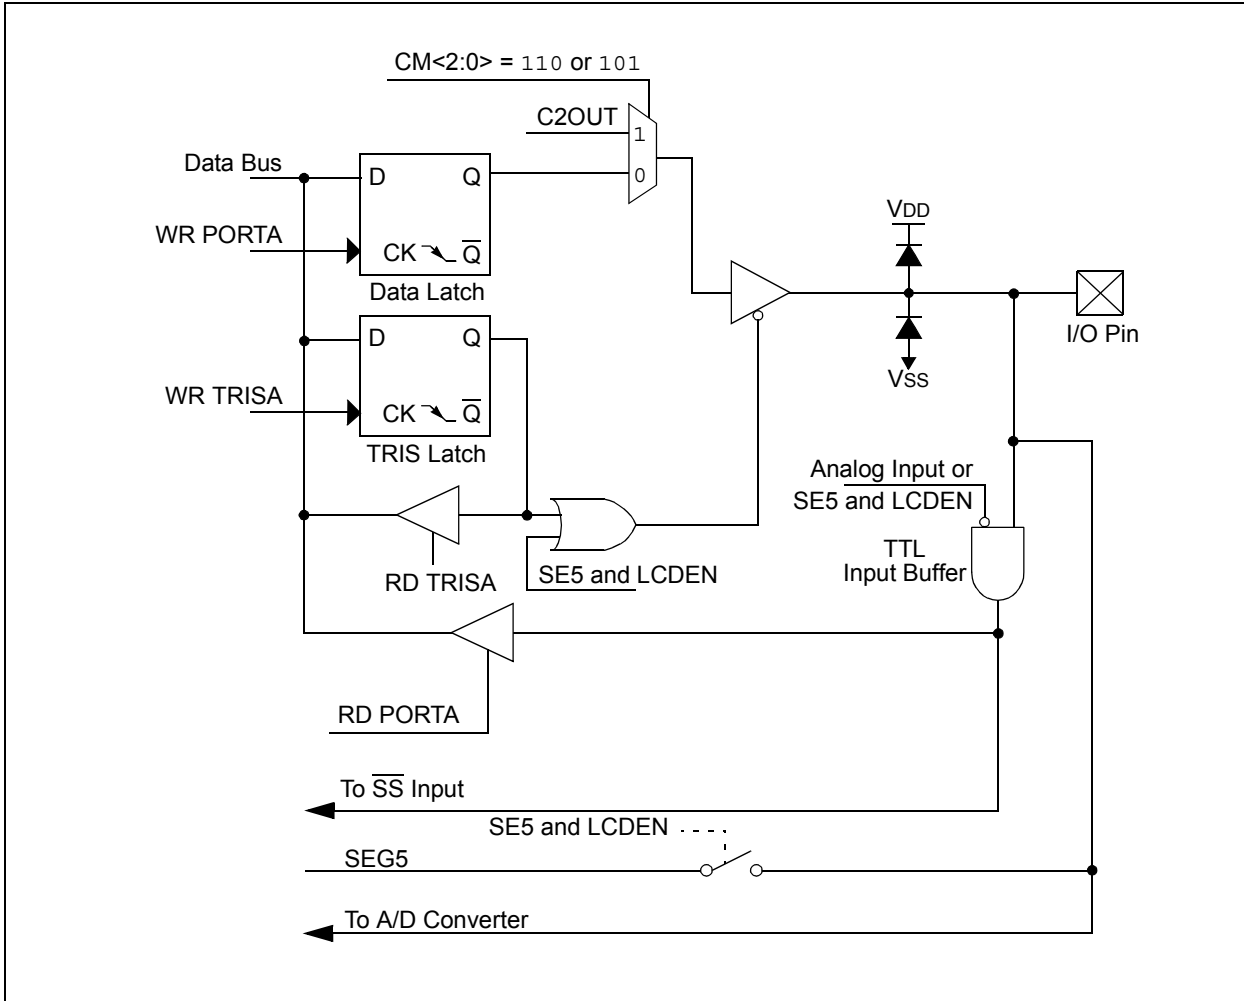 CM<2:0> = 110 or 101
C2OUT
1
Data Bus
D
Q
0
VDD
WR PORTA
CK
Q̅
Data Latch
I/O Pin
D
Q
VSS
WR TRISA
CK
Q̅
TRIS Latch
Analog Input or
SE5 and LCDEN
TTL
Input Buffer
RD TRISA
SE5 and LCDEN
RD PORTA
To S̅S̅ Input
SE5 and LCDEN
SEG5
To A/D Converter